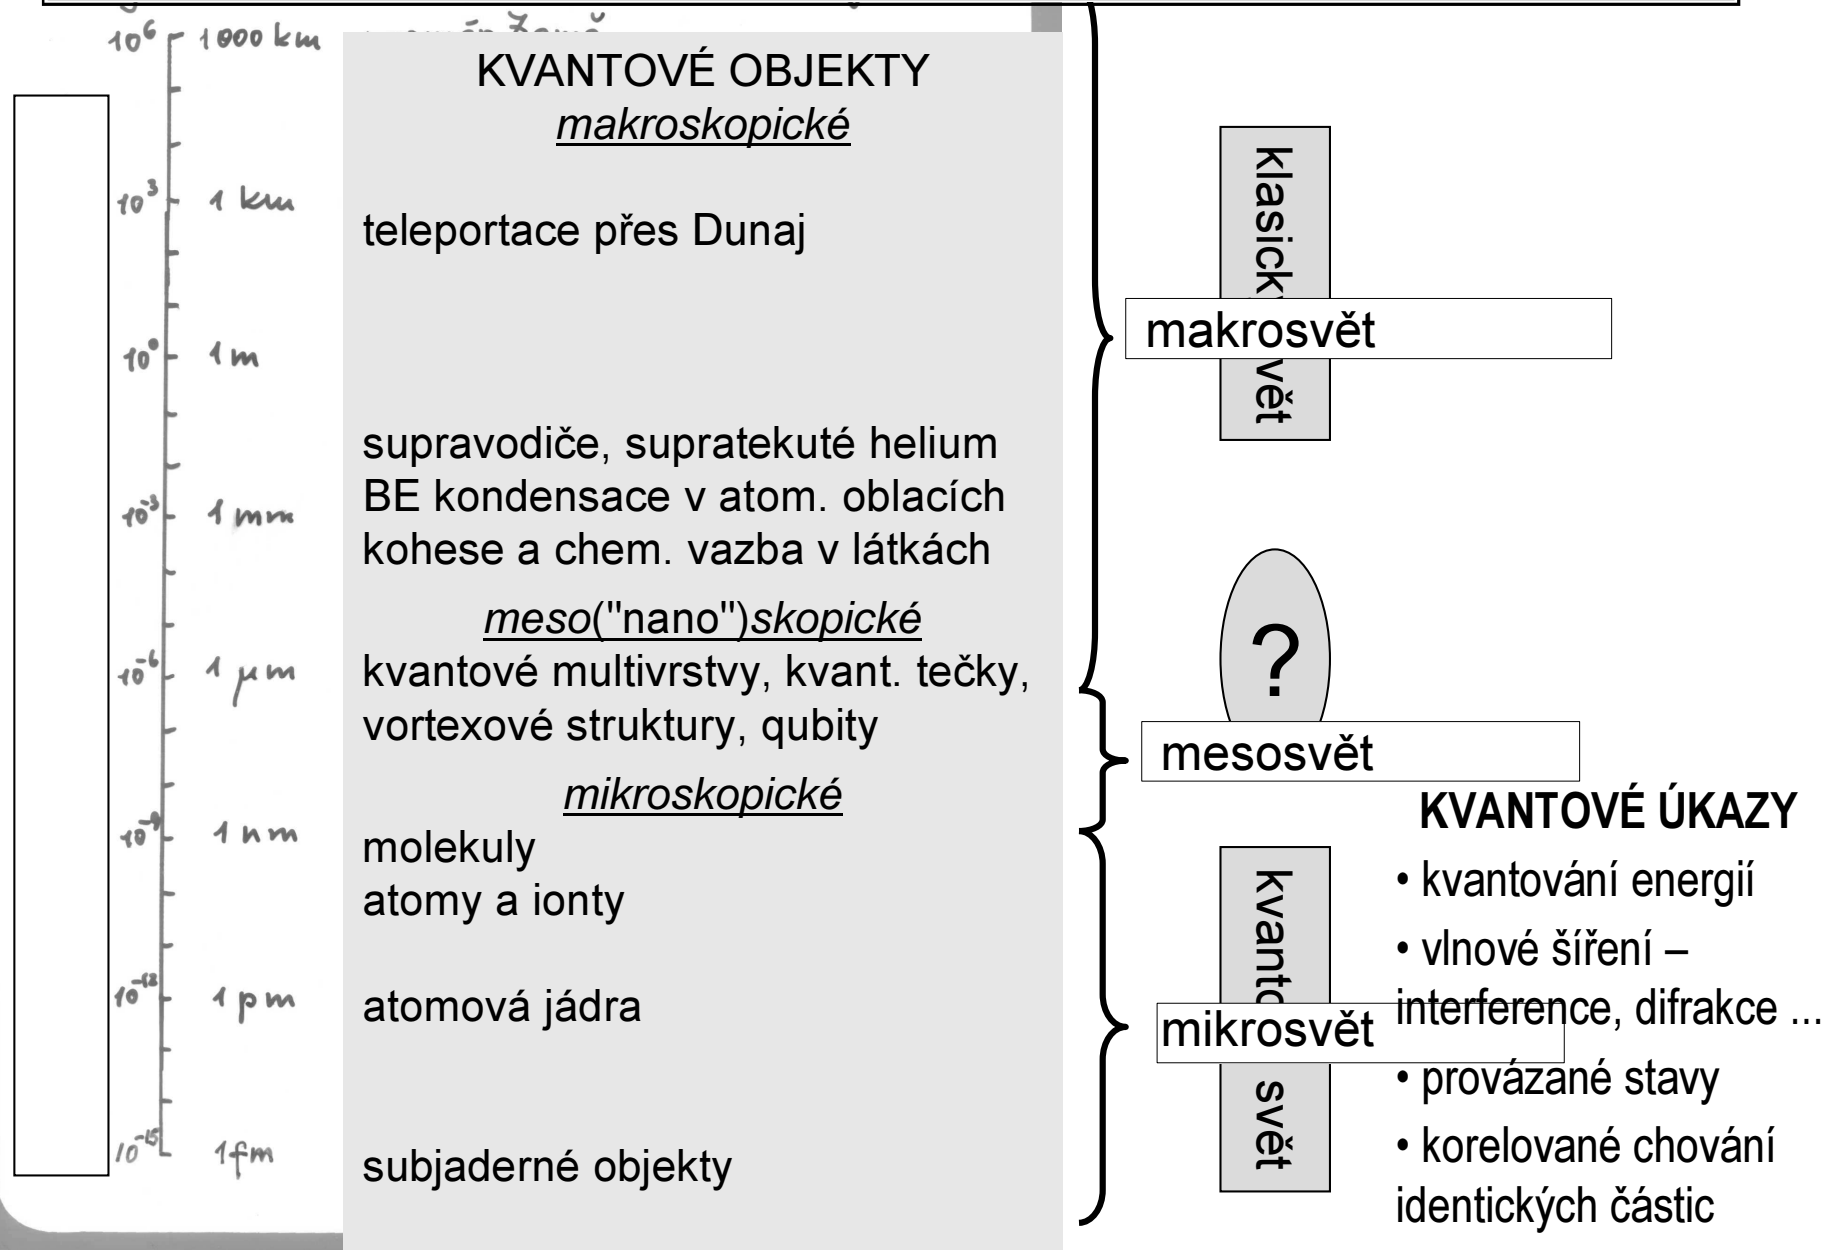 10⁶ 1000 km
10³ 1 km
10⁰ 1 m
10⁻³ 1 mm
10⁻⁶ 1 μm
10⁻⁹ 1 nm
10⁻¹² 1 pm
10⁻¹⁵ 1 fm
KVANTOVÉ OBJEKTY
makroskopické
teleportace přes Dunaj
supravodiče, supratekuté helium
BE kondensace v atom. oblacích
kohese a chem. vazba v látkách
meso("nano")skopické
kvantové multivrstvy, kvant. tečky,
vortexové struktury, qubity
mikroskopické
molekuly
atomy a ionty
atomová jádra
subjaderné objekty
makrosvět
?
mesosvět
mikrosvět
svět
KVANTOVÉ ÚKAZY
• kvantování energií
• vlnové šíření –
interference, difrakce ...
• provázané stavy
• korelované chování
identických částic